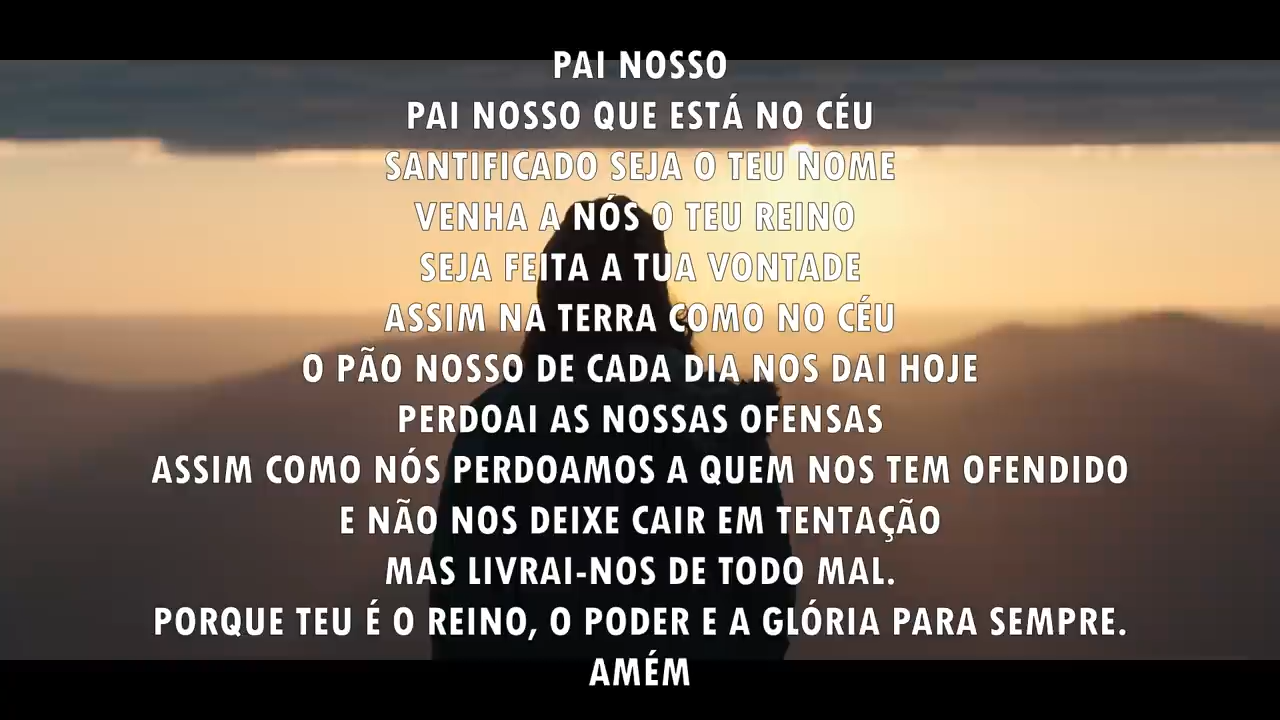 PAI NOSSO
PAI NOSSO QUE ESTÁ NO CÉU
SANTIFICADO SEJA O TEU NOME
VENHA A NÓS O TEU REINO
SEJA FEITA A TUA VONTADE
ASSIM NA TERRA COMO NO CÉU
O PÃO NOSSO DE CADA DIA NOS DAI HOJE
PERDOAI AS NOSSAS OFENSAS
ASSIM COMO NÓS PERDOAMOS A QUEM NOS TEM OFENDIDO
E NÃO NOS DEIXE CAIR EM TENTAÇÃO
MAS LIVRAI-NOS DE TODO MAL.
PORQUE TEU É O REINO, O PODER E A GLÓRIA PARA SEMPRE.
AMÉM